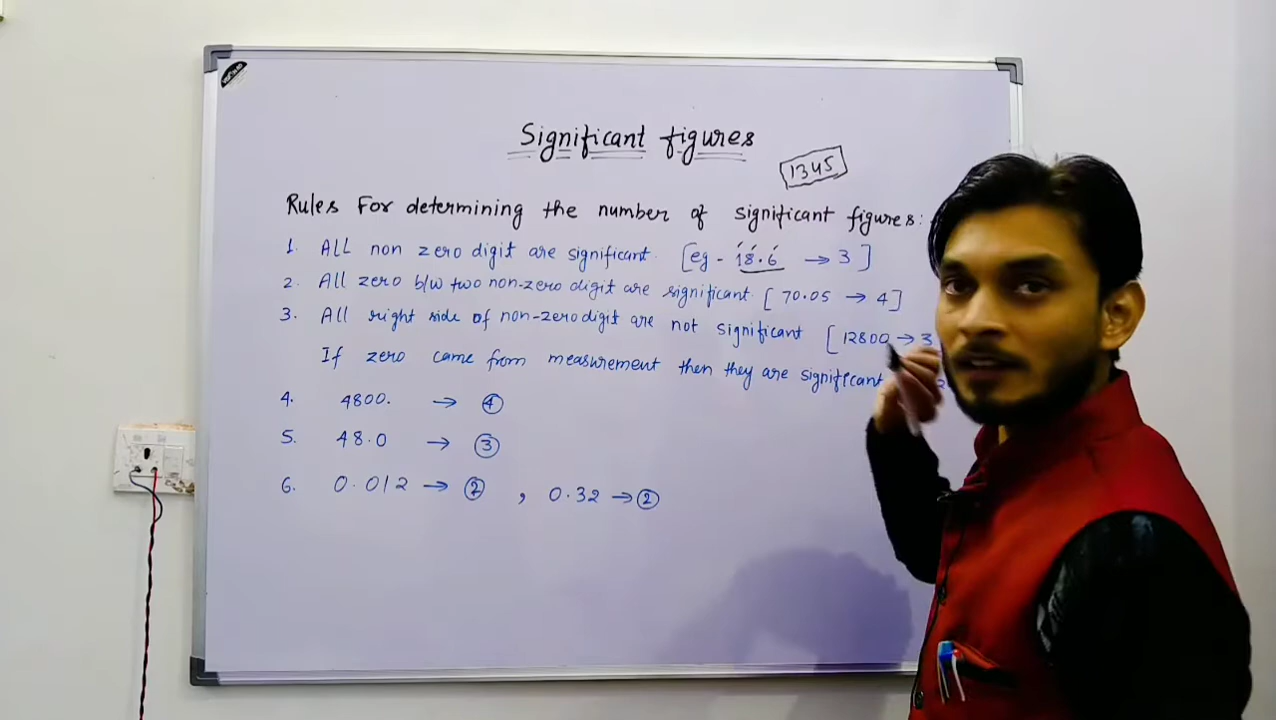 Significant figures
1345
Rules For determining the number of significant figures:
1. ALL non zero digit are significant. [eg - 18.6 → 3]
2. All zero b/w two non-zero digit are significant [70.05 → 4]
3. All right side of non-zero digit are not significant [12800 → 3
If zero came from measurement then they are significant
4. 4800. → 4
5. 48.0 → 3
6. 0.012 → 2 , 0.32 → 2